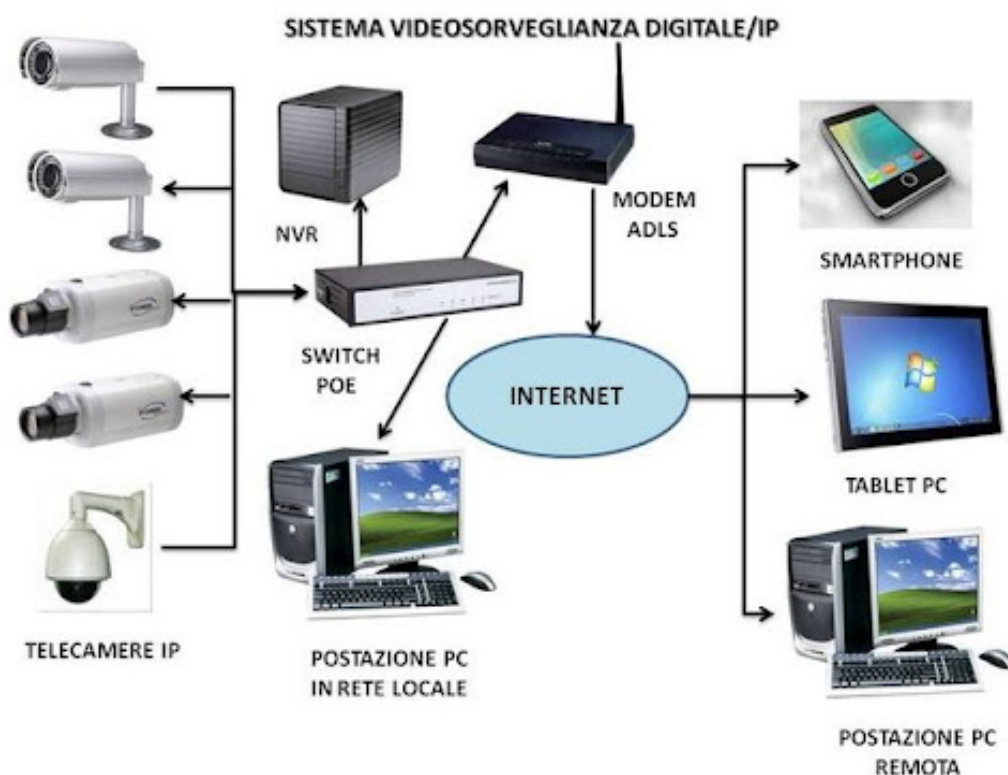 SISTEMA VIDEOSORVEGLIANZA DIGITALE/IP
NVR
MODEM
ADLS
SMARTPHONE
SWITCH
POE
INTERNET
TABLET PC
TELECAMERE IP
POSTAZIONE PC
IN RETE LOCALE
POSTAZIONE PC
REMOTA